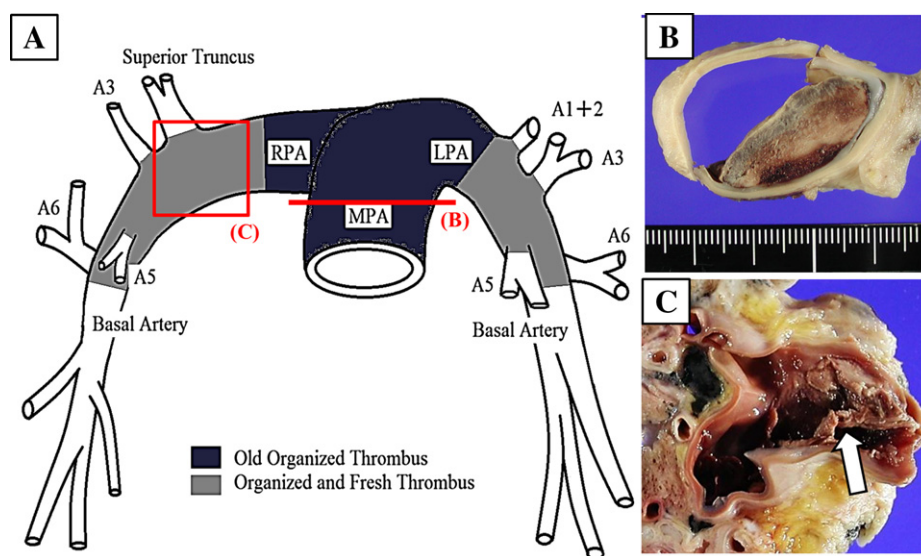 A
Superior Truncus
A3
A1+2
RPA
LPA
A3
MPA
(B)
(C)
A6
A6
A5
A5
Basal Artery
Basal Artery
Old Organized Thrombus
Organized and Fresh Thrombus
B
C